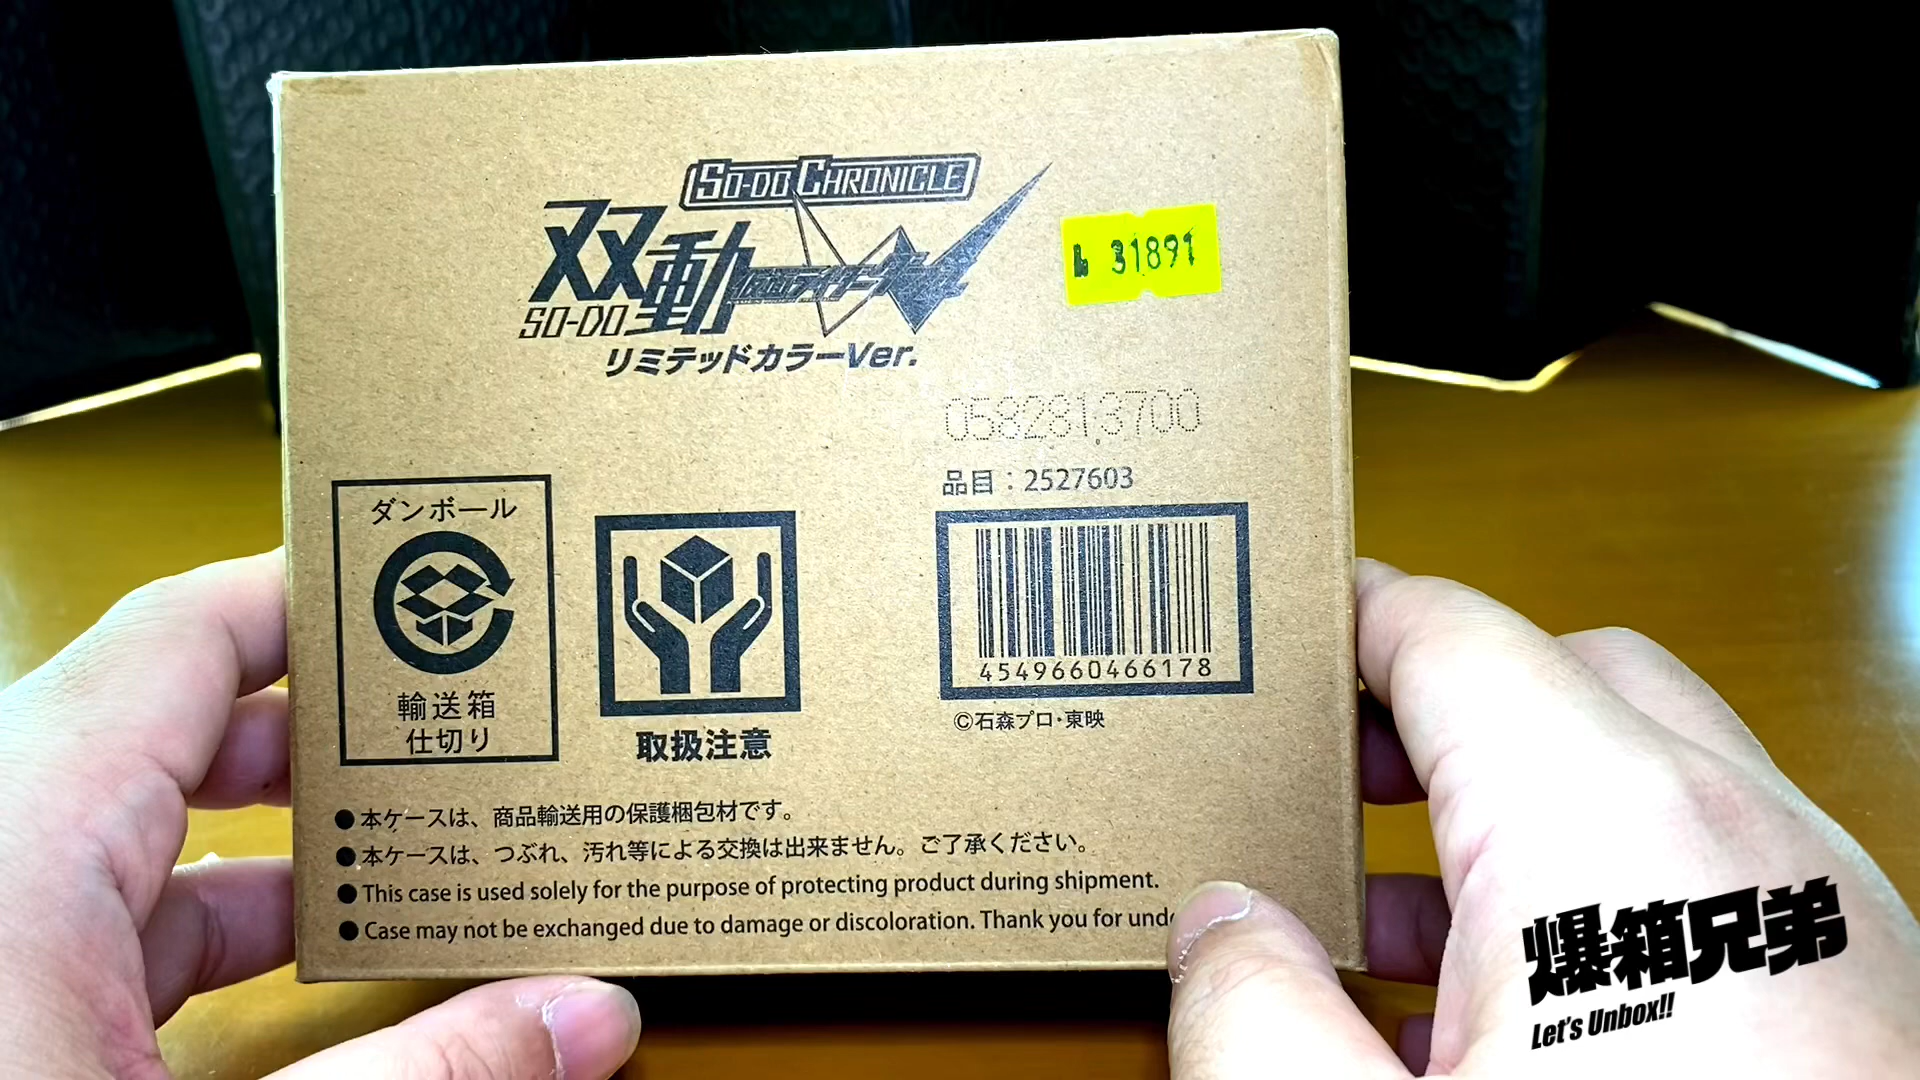 SO-DO CHRONICLE
双動
仮面ライダーW
SO-DO
リミテッドカラーVer.
31891
0582813700
品目：2527603
4549660466178
©石森プロ・東映
ダンボール
輸送箱
仕切り
取扱注意
●本ケースは、商品輸送用の保護梱包材です。
●本ケースは、つぶれ、汚れ等による交換は出来ません。ご了承ください。
●This case is used solely for the purpose of protecting product during shipment.
●Case may not be exchanged due to damage or discoloration. Thank you for
爆箱兄弟
Let's Unbox!!